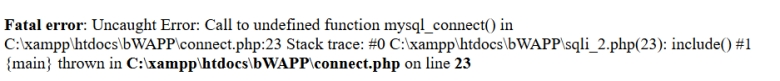 Fatal error: Uncaught Error: Call to undefined function mysql_connect() in
C:\xampp\htdocs\bWAPP\connect.php:23 Stack trace: #0 C:\xampp\htdocs\bWAPP\sqli_2.php(23): include() #1
{main} thrown in C:\xampp\htdocs\bWAPP\connect.php on line 23